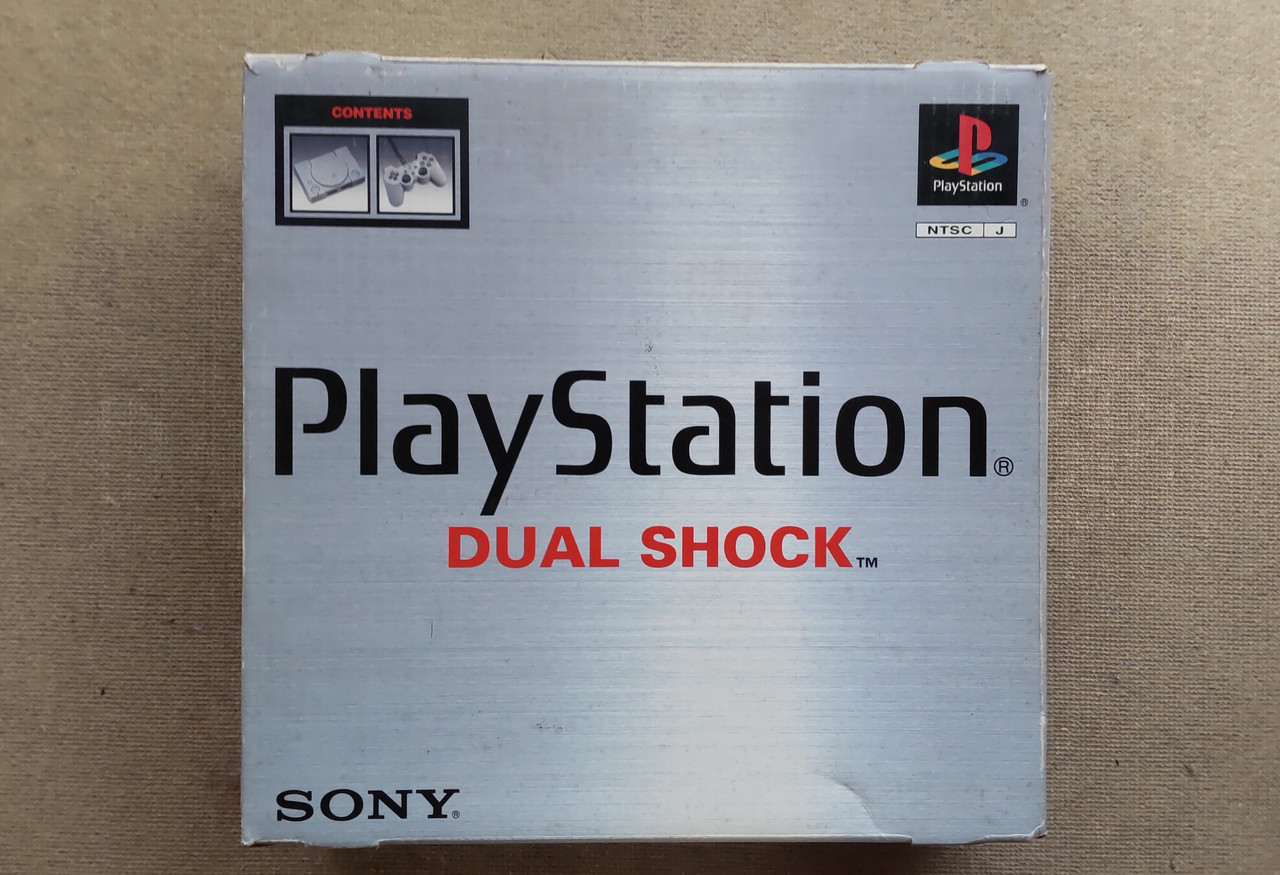 CONTENTS
PlayStation
®
NTSC J
PlayStation®
DUAL SHOCK™
SONY®